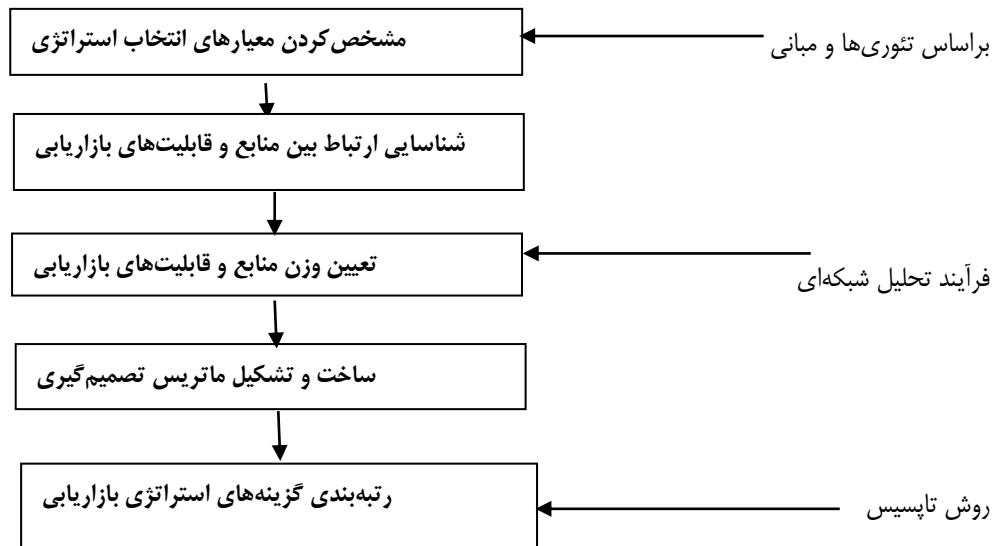 مشخص‌کردن معیارهای انتخاب استراتژی
براساس تئوری‌ها و مبانی
شناسایی ارتباط بین منابع و قابلیت‌های بازاریابی
تعیین وزن منابع و قابلیت‌های بازاریابی
فرآیند تحلیل شبکه‌ای
ساخت و تشکیل ماتریس تصمیم‌گیری
رتبه‌بندی گزینه‌های استراتژی بازاریابی
روش تاپسیس